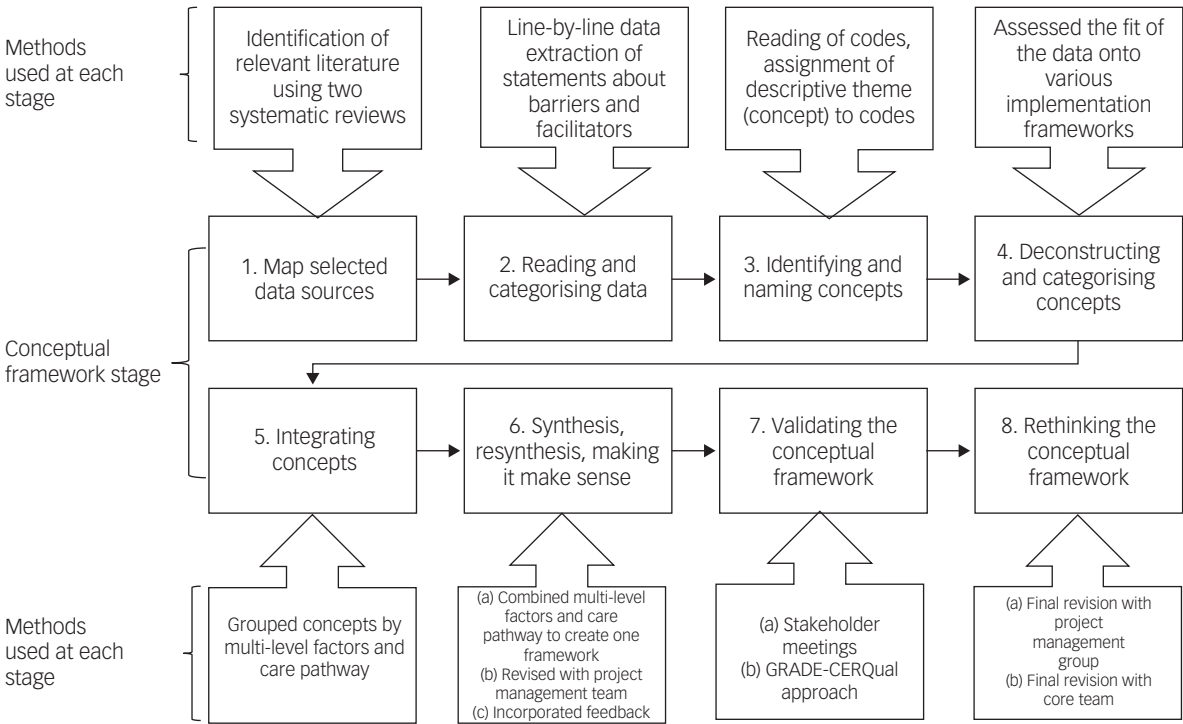 Methods
used at each
stage
Identification of
relevant literature
using two
systematic reviews
Line-by-line data
extraction of
statements about
barriers and
facilitators
Reading of codes,
assignment of
descriptive theme
(concept) to codes
Assessed the fit of
the data onto
various
implementation
frameworks
Conceptual
framework stage
1. Map selected
data sources
2. Reading and
categorising data
3. Identifying and
naming concepts
4. Deconstructing
and categorising
concepts
5. Integrating
concepts
6. Synthesis,
resynthesis, making
it make sense
7. Validating the
conceptual
framework
8. Rethinking the
conceptual
framework
Methods
used at each
stage
Grouped concepts by
multi-level factors and
care pathway
(a) Combined multi-level
factors and care
pathway to create one
framework
(b) Revised with project
management team
(c) Incorporated feedback
(a) Stakeholder
meetings
(b) GRADE-CERQual
approach
(a) Final revision with
project
management
group
(b) Final revision with
core team